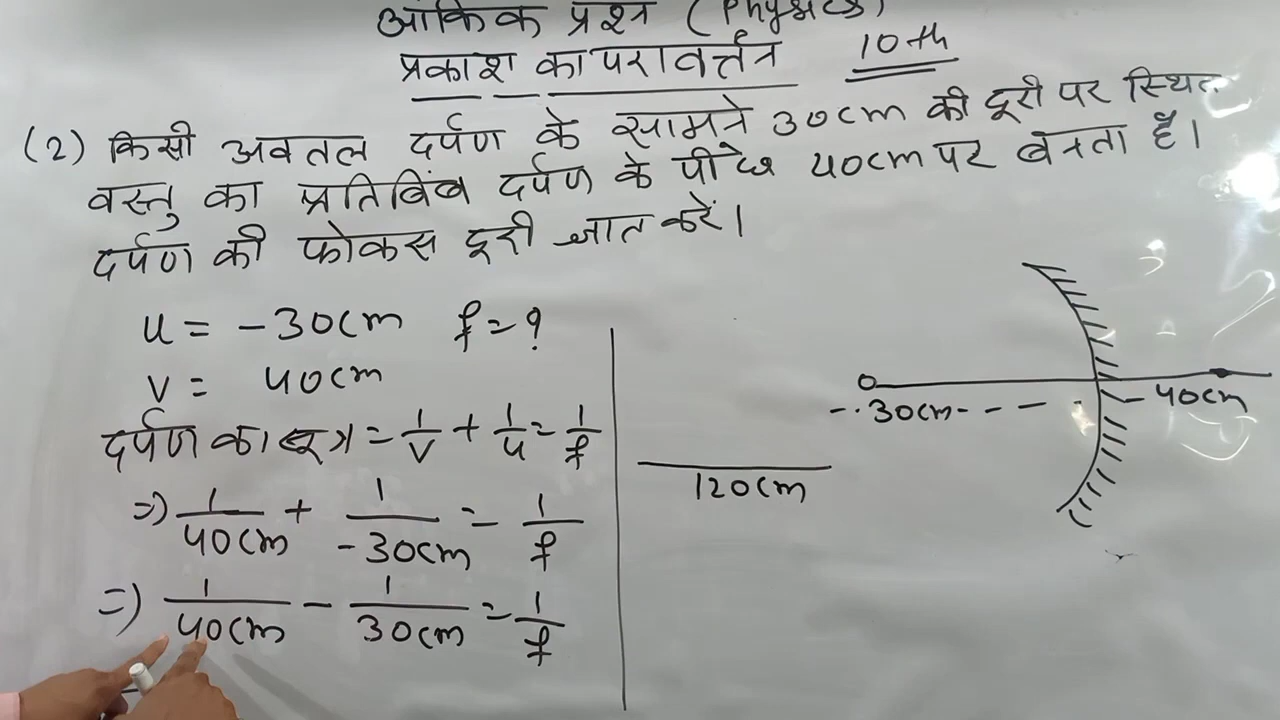 आंकिक प्रश्न (Physics)
प्रकाश का परावर्त्तन 10th
(2) किसी अवतल दर्पण के सामने 30cm की दूरी पर स्थित
वस्तु का प्रतिबिंब दर्पण के पीछे 40cm पर बनता है।
दर्पण की फोकस दूरी ज्ञात करें।
u = -30cm f = ?
v = 40cm
दर्पण का सूत्र = 1/v + 1/u = 1/f
=) 1/40cm + 1/-30cm = 1/f
=) 1/40cm - 1/30cm = 1/f
120cm
O
30cm
40cm